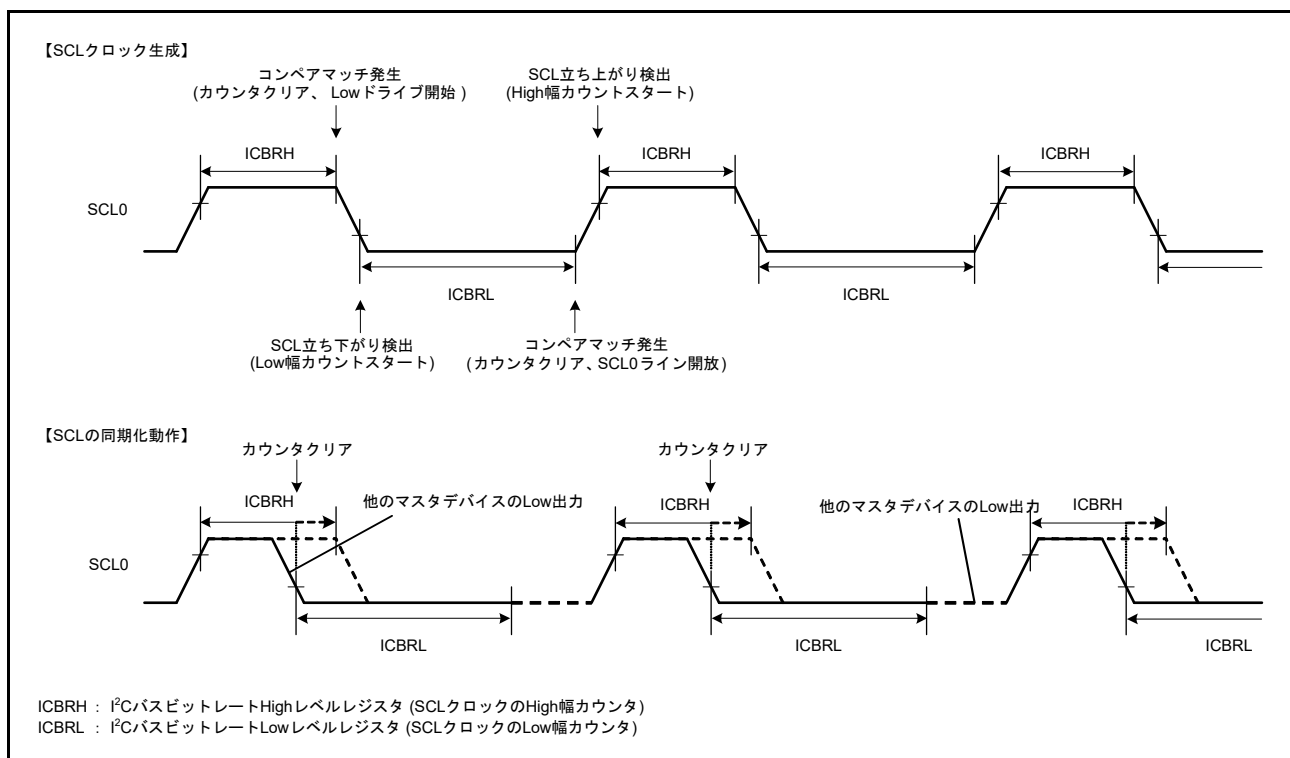 【SCLクロック生成】
コンペアマッチ発生
(カウンタクリア、Lowドライブ開始)
SCL立ち上がり検出
(High幅カウントスタート)
ICBRH
ICBRH
ICBRH
SCL0
ICBRL
ICBRL
SCL立ち下がり検出
(Low幅カウントスタート)
コンペアマッチ発生
(カウンタクリア、SCL0ライン開放)
【SCLの同期化動作】
カウンタクリア
カウンタクリア
ICBRH
他のマスタデバイスのLow出力
ICBRH
他のマスタデバイスのLow出力
ICBRH
SCL0
ICBRL
ICBRL
ICBRL
ICBRH : I²CバスビットレートHighレベルレジスタ (SCLクロックのHigh幅カウンタ)
ICBRL : I²CバスビットレートLowレベルレジスタ (SCLクロックのLow幅カウンタ)